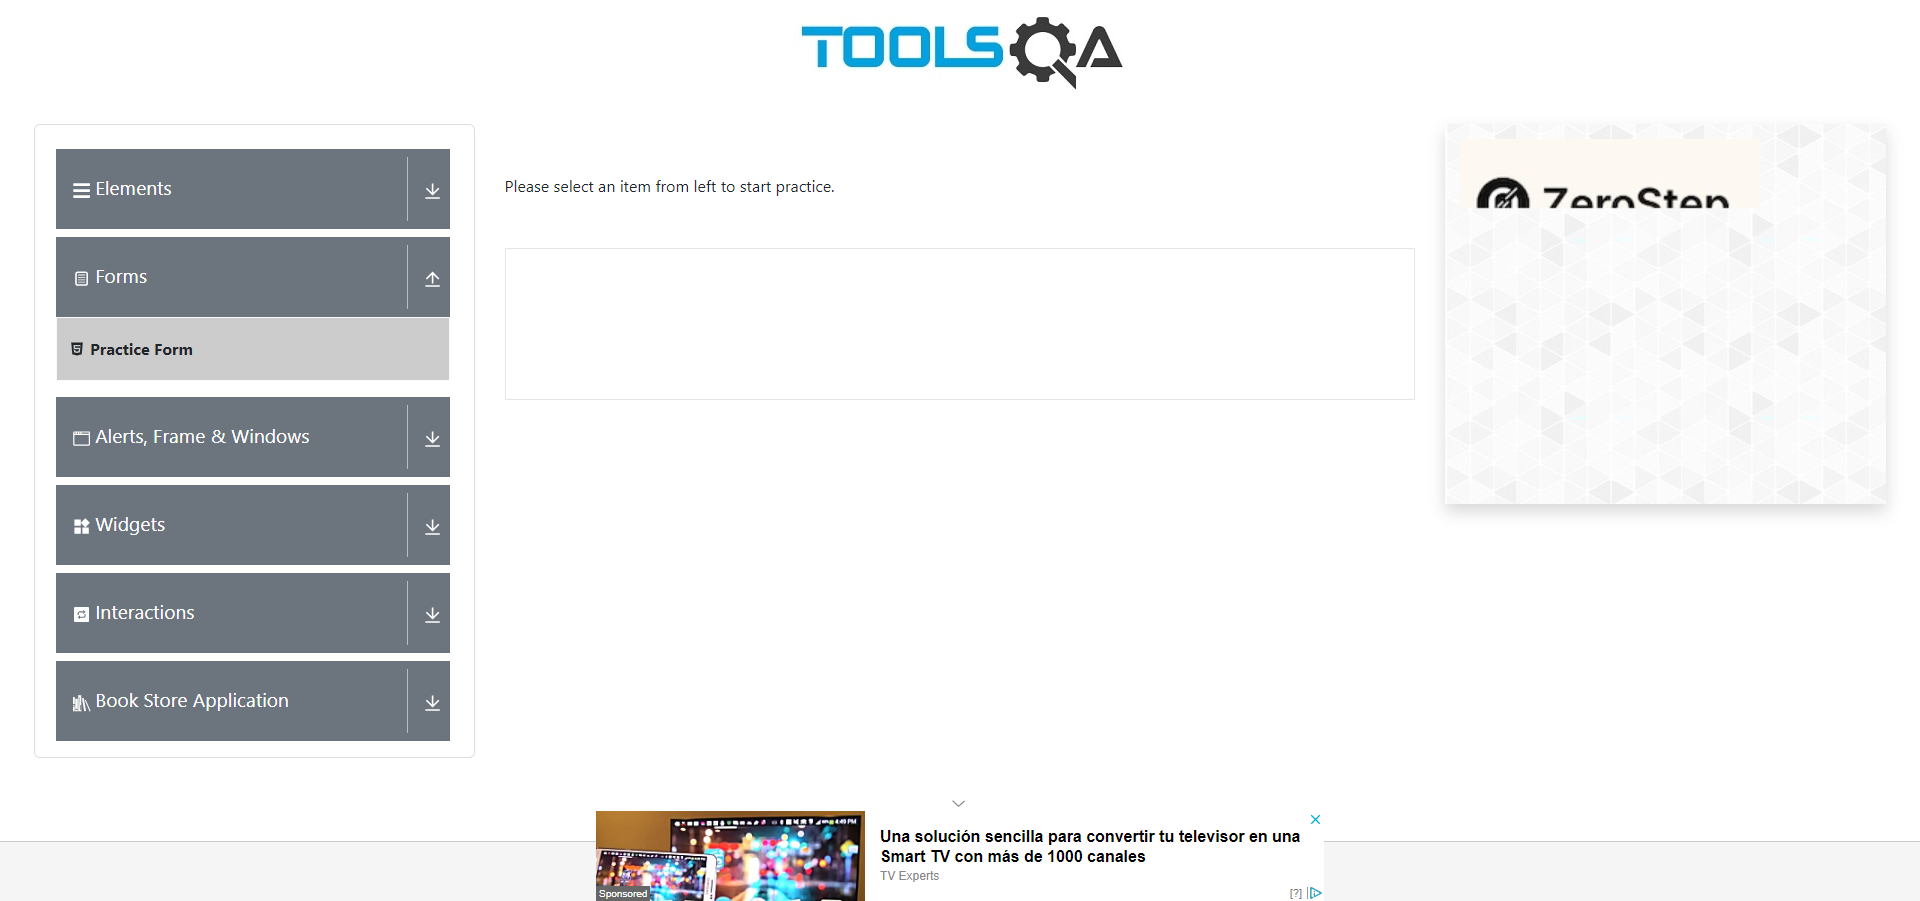 TOOLSQA
Elements
Forms
Practice Form
Alerts, Frame & Windows
Widgets
Interactions
Book Store Application
Please select an item from left to start practice.
ZeroStep
Una solución sencilla para convertir tu televisor en una
Smart TV con más de 1000 canales
TV Experts
Sponsored
[?]